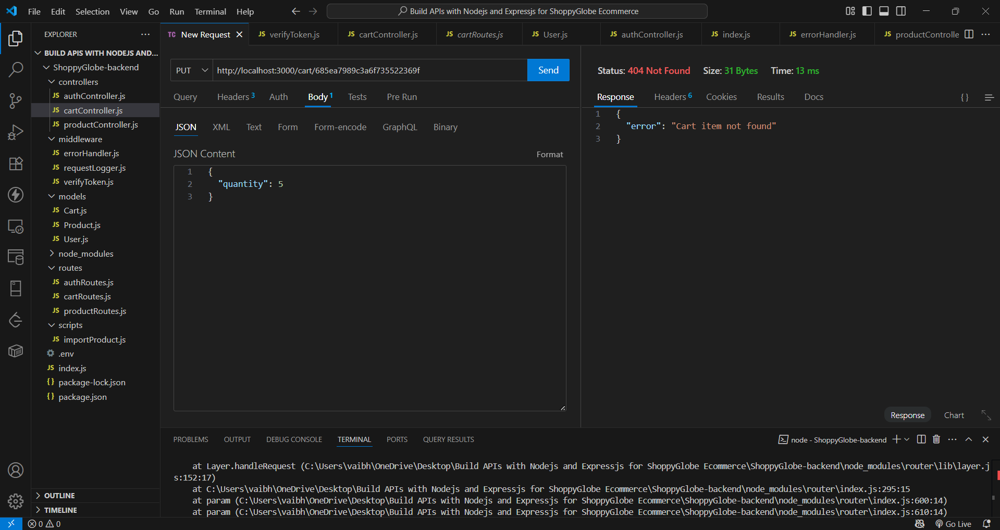 File Edit Selection View Go Run Terminal Help
Build APIs with Nodejs and Expressjs for ShoppyGlobe Ecommerce
EXPLORER
BUILD APIS WITH NODEJS AND...
ShoppyGlobe-backend
controllers
JS authController.js
JS cartController.js
JS productController.js
middleware
JS errorHandler.js
JS requestLogger.js
JS verifyToken.js
models
JS Cart.js
JS Product.js
JS User.js
node_modules
routes
JS authRoutes.js
JS cartRoutes.js
JS productRoutes.js
scripts
JS importProduct.js
.env
JS index.js
{} package-lock.json
{} package.json
OUTLINE
TIMELINE
TC New Request JS verifyToken.js JS cartController.js JS cartRoutes.js JS User.js JS authController.js JS index.js JS errorHandler.js JS productControlle
PUT http://localhost:3000/cart/685ea7989c3a6f735522369f Send
Query Headers 3 Auth Body 1 Tests Pre Run
JSON XML Text Form Form-encode GraphQL Binary
JSON Content Format
1 {
2 "quantity": 5
3 }
Status: 404 Not Found Size: 31 Bytes Time: 13 ms
Response Headers 6 Cookies Results Docs { }
1 {
2 "error": "Cart item not found"
3 }
Response Chart
PROBLEMS OUTPUT DEBUG CONSOLE TERMINAL PORTS QUERY RESULTS
node - ShoppyGlobe-backend
at Layer.handleRequest (C:\Users\vaibh\OneDrive\Desktop\Build APIs with Nodejs and Expressjs for ShoppyGlobe Ecommerce\ShoppyGlobe-backend\node_modules\router\lib\layer.j
s:152:17)
at C:\Users\vaibh\OneDrive\Desktop\Build APIs with Nodejs and Expressjs for ShoppyGlobe Ecommerce\ShoppyGlobe-backend\node_modules\router\index.js:295:15
at param (C:\Users\vaibh\OneDrive\Desktop\Build APIs with Nodejs and Expressjs for ShoppyGlobe Ecommerce\ShoppyGlobe-backend\node_modules\router\index.js:600:14)
at param (C:\Users\vaibh\OneDrive\Desktop\Build APIs with Nodejs and Expressjs for ShoppyGlobe Ecommerce\ShoppyGlobe-backend\node_modules\router\index.js:610:14)
0 0 Go Live